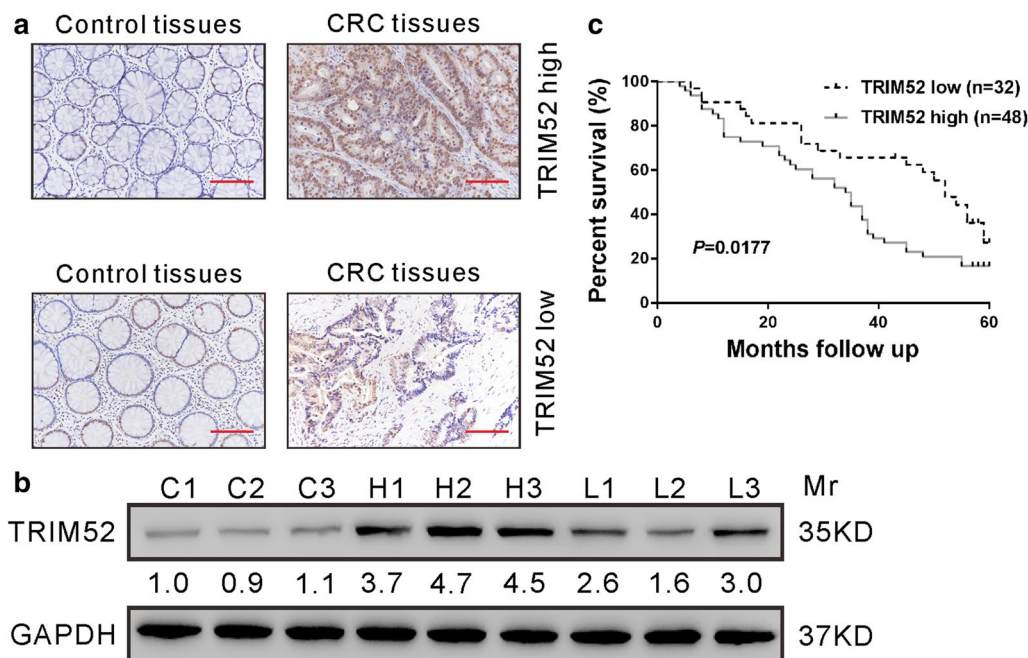 a
Control tissues
CRC tissues
TRIM52 high
Control tissues
CRC tissues
TRIM52 low
b
C1 C2 C3 H1 H2 H3 L1 L2 L3 Mr
TRIM52
35KD
1.0 0.9 1.1 3.7 4.7 4.5 2.6 1.6 3.0
GAPDH
37KD
c
Percent survival (%)
100
80
60
40
20
0
0 20 40 60
Months follow up
TRIM52 low (n=32)
TRIM52 high (n=48)
P=0.0177